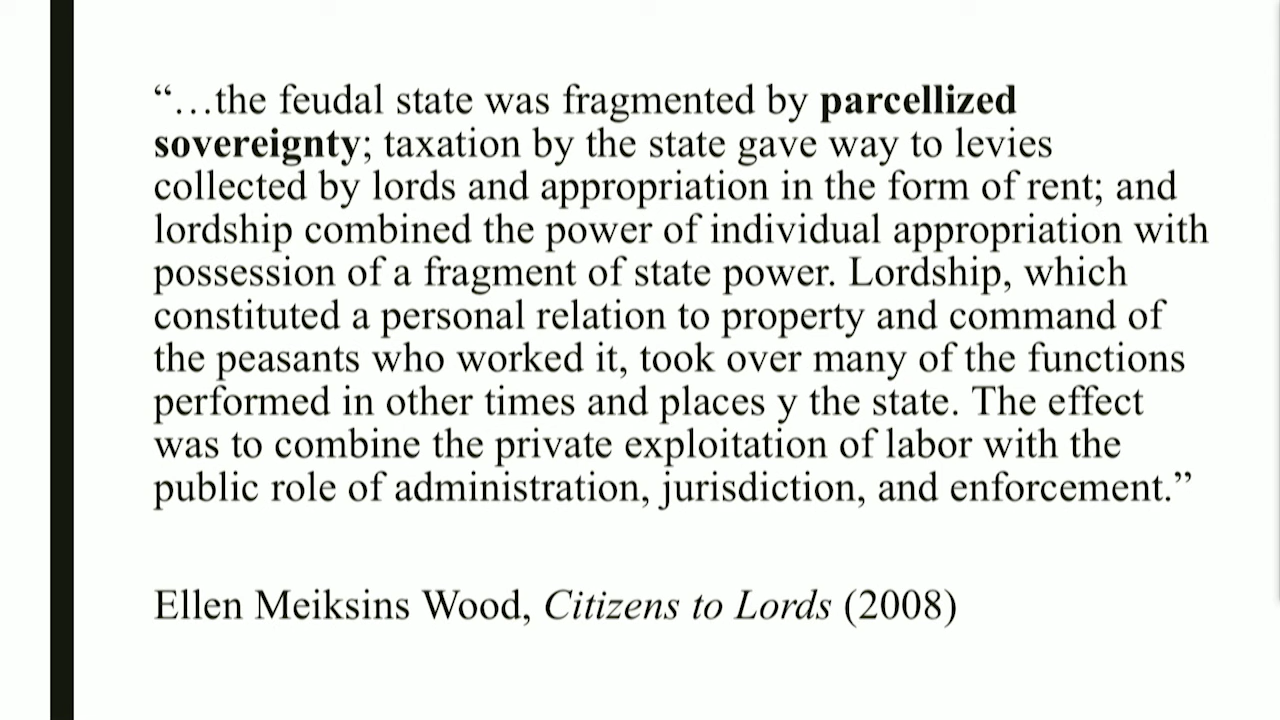 “…the feudal state was fragmented by parcellized
sovereignty; taxation by the state gave way to levies
collected by lords and appropriation in the form of rent; and
lordship combined the power of individual appropriation with
possession of a fragment of state power. Lordship, which
constituted a personal relation to property and command of
the peasants who worked it, took over many of the functions
performed in other times and places y the state. The effect
was to combine the private exploitation of labor with the
public role of administration, jurisdiction, and enforcement.”
Ellen Meiksins Wood, Citizens to Lords (2008)